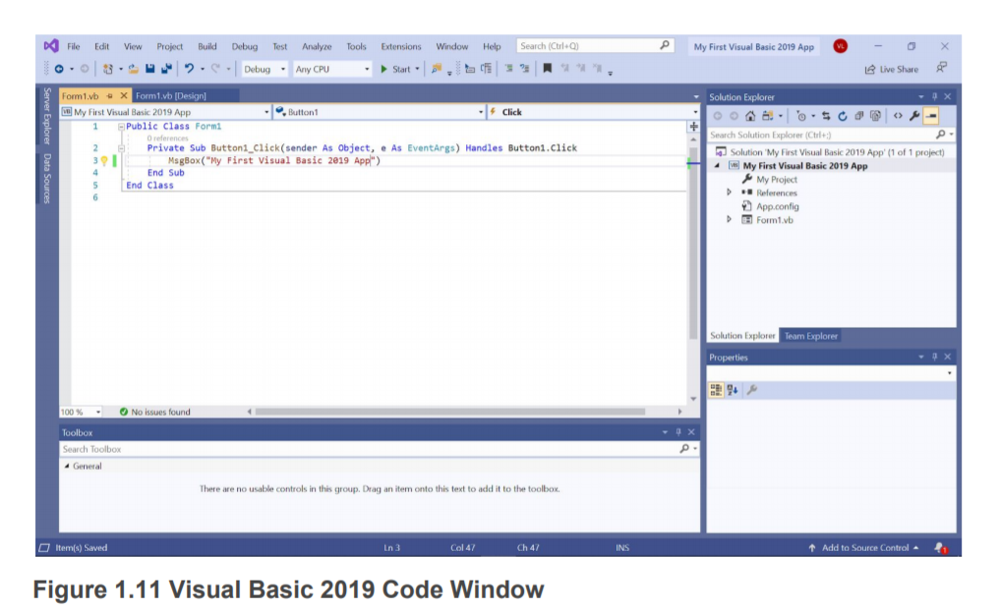 File Edit View Project Build Debug Test Analyze Tools Extensions Window Help Search (Ctrl+Q) My First Visual Basic 2019 App VL
Debug Any CPU Start Live Share
Server Explorer
Data Sources
Form1.vb Form1.vb [Design]
VB My First Visual Basic 2019 App Button1 Click
1 Public Class Form1
0 references
2 Private Sub Button1_Click(sender As Object, e As EventArgs) Handles Button1.Click
3 MsgBox("My First Visual Basic 2019 App")
4 End Sub
5 End Class
6
100 % No issues found
Solution Explorer
Search Solution Explorer (Ctrl+;)
Solution 'My First Visual Basic 2019 App' (1 of 1 project)
VB My First Visual Basic 2019 App
My Project
References
App.config
Form1.vb
Solution Explorer Team Explorer
Properties
Toolbox
Search Toolbox
General
There are no usable controls in this group. Drag an item onto this text to add it to the toolbox.
Item(s) Saved Ln 3 Col 47 Ch 47 INS Add to Source Control 1
Figure 1.11 Visual Basic 2019 Code Window